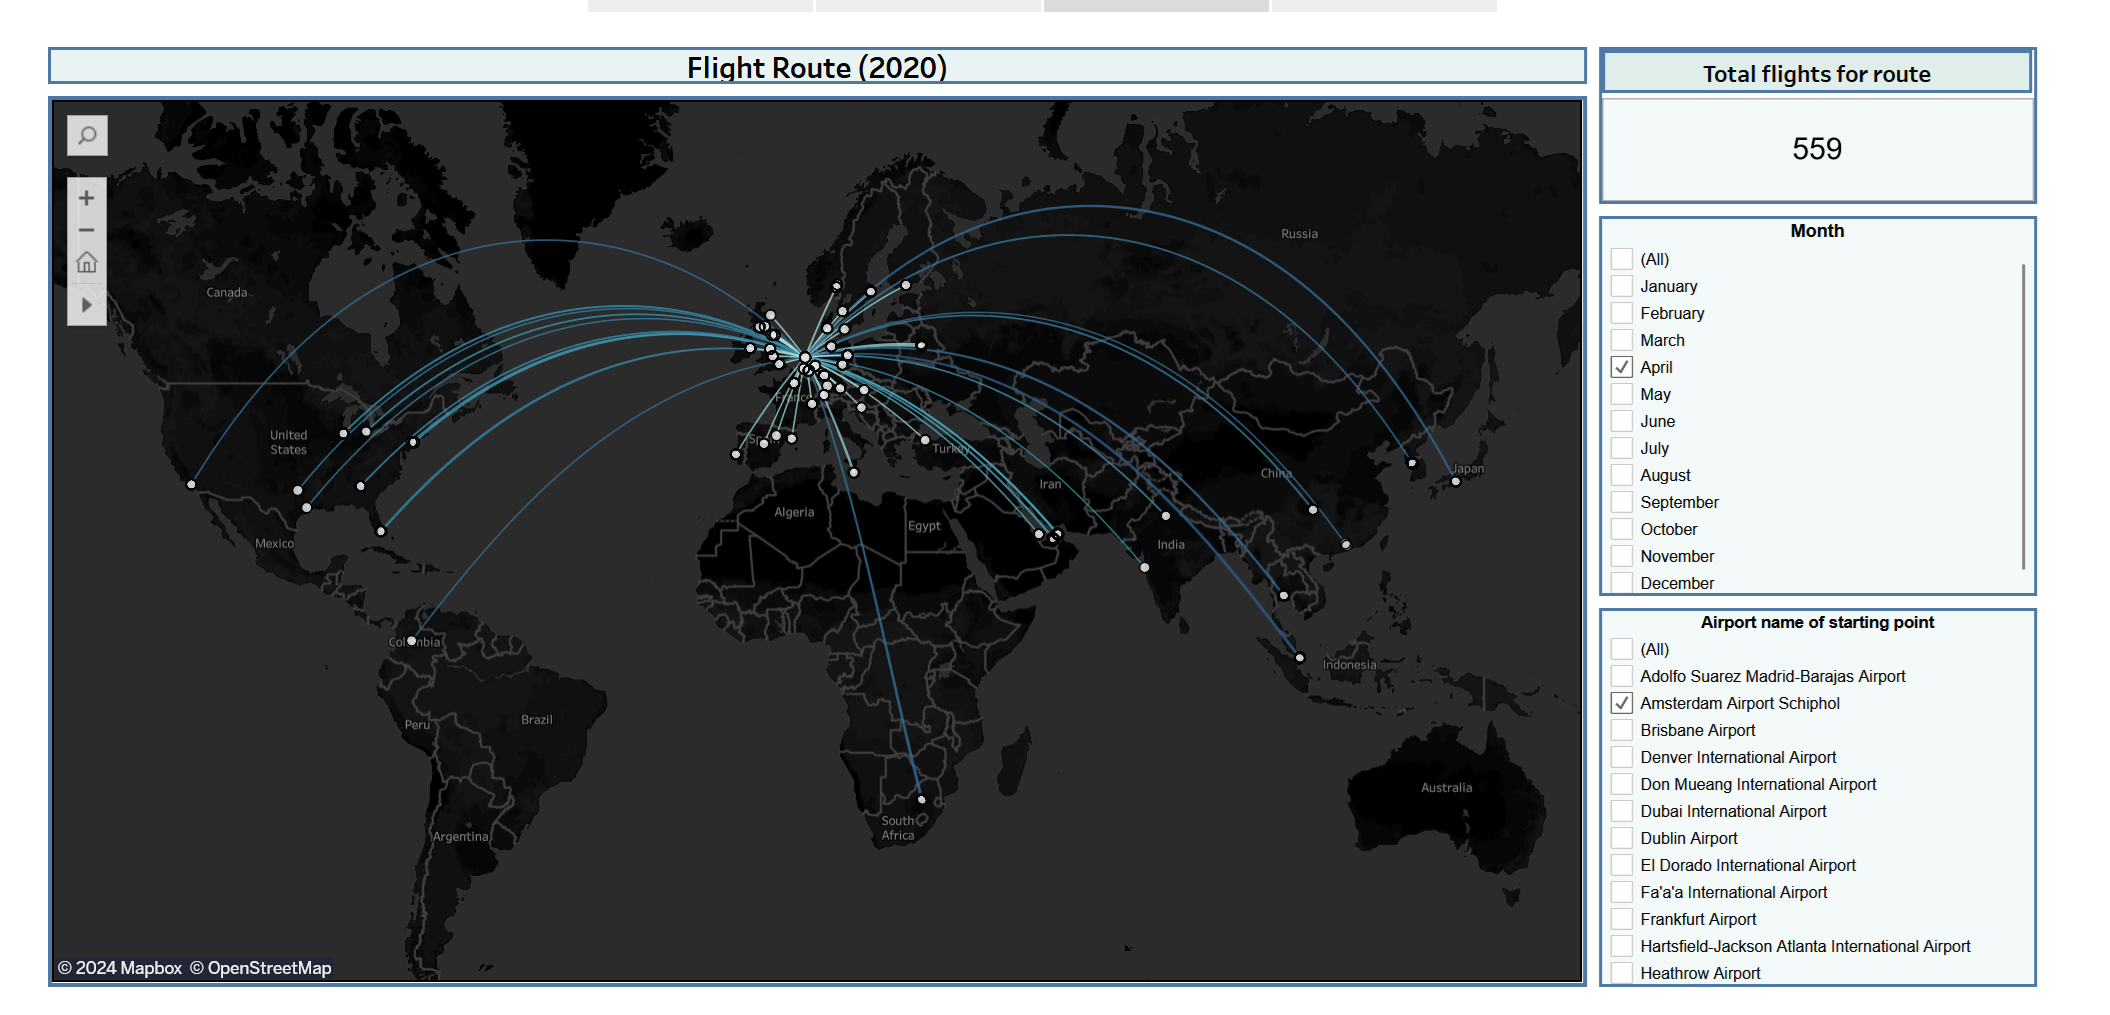 Flight Route (2020)
Total flights for route
559
Month
(All)
January
February
March
April
May
June
July
August
September
October
November
December
Airport name of starting point
(All)
Adolfo Suarez Madrid-Barajas Airport
Amsterdam Airport Schiphol
Brisbane Airport
Denver International Airport
Don Mueang International Airport
Dubai International Airport
Dublin Airport
El Dorado International Airport
Fa'a'a International Airport
Frankfurt Airport
Hartsfield-Jackson Atlanta International Airport
Heathrow Airport
Russia
Canada
France
United
States
Turkey
Japan
China
Iran
Algeria
Egypt
Mexico
India
Colombia
Indonesia
Peru
Brazil
Australia
South
Africa
Argentina
© 2024 Mapbox © OpenStreetMap